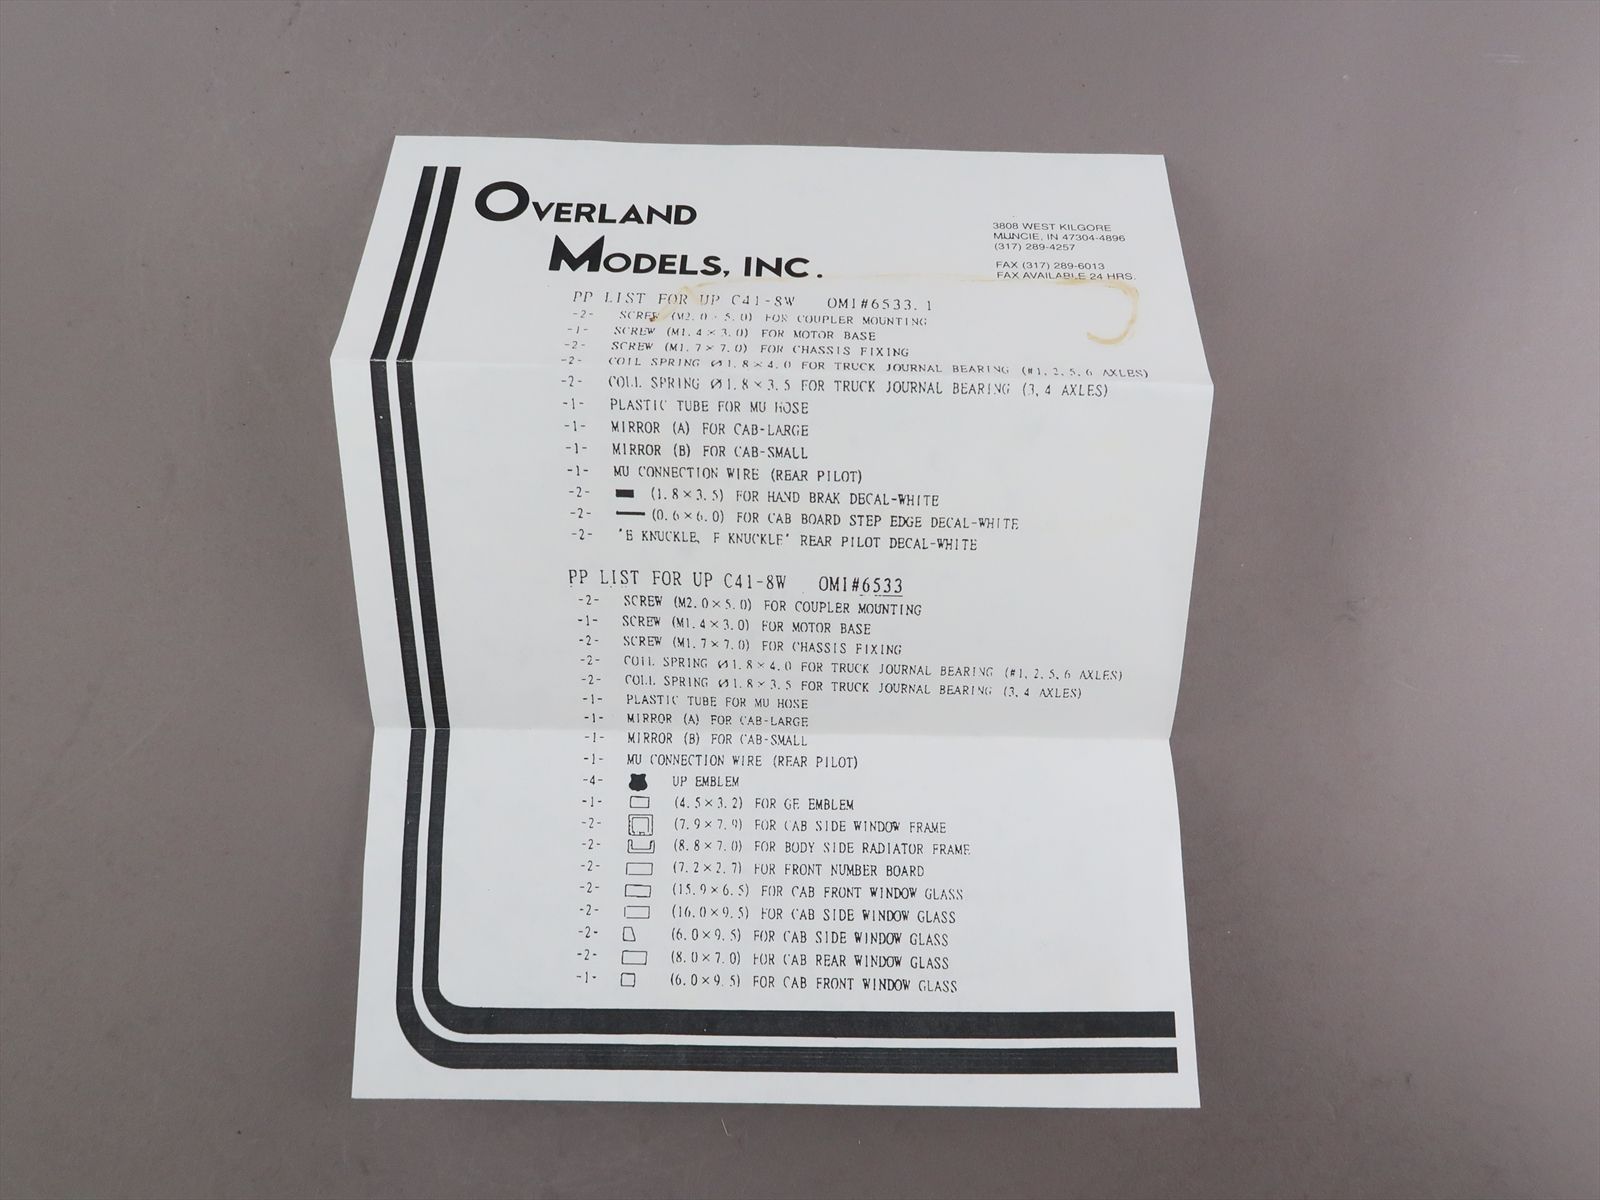 OVERLAND
MODELS, INC.
3808 WEST KILGORE
MUNCIE, IN 47304-4896
(317) 289-4257
FAX (317) 289-6013
FAX AVAILABLE 24 HRS.
PP LIST FOR UP C41-8W OMI#6533.1
-2- SCREW (M2.0×5.0) FOR COUPLER MOUNTING
-1- SCREW (M1.4×3.0) FOR MOTOR BASE
-2- SCREW (M1.7×7.0) FOR CHASSIS FIXING
-2- COIL SPRING Ø1.8×4.0 FOR TRUCK JOURNAL BEARING (#1, 2, 5, 6 AXLES)
-2- COLL SPRING Ø1.8×3.5 FOR TRUCK JOURNAL BEARING (3, 4 AXLES)
-1- PLASTIC TUBE FOR MU HOSE
-1- MIRROR (A) FOR CAB-LARGE
-1- MIRROR (B) FOR CAB-SMALL
-1- MU CONNECTION WIRE (REAR PILOT)
-2- (1.8×3.5) FOR HAND BRAK DECAL-WHITE
-2- (0.6×6.0) FOR CAB BOARD STEP EDGE DECAL-WHITE
-2- 'E KNUCKLE, F KNUCKLE' REAR PILOT DECAL-WHITE
PP LIST FOR UP C41-8W OMI#6533
-2- SCREW (M2.0×5.0) FOR COUPLER MOUNTING
-1- SCREW (M1.4×3.0) FOR MOTOR BASE
-2- SCREW (M1.7×7.0) FOR CHASSIS FIXING
-2- COIL SPRING Ø1.8×4.0 FOR TRUCK JOURNAL BEARING (#1, 2, 5, 6 AXLES)
-2- COLL SPRING Ø1.8×3.5 FOR TRUCK JOURNAL BEARING (3, 4 AXLES)
-1- PLASTIC TUBE FOR MU HOSE
-1- MIRROR (A) FOR CAB-LARGE
-1- MIRROR (B) FOR CAB-SMALL
-1- MU CONNECTION WIRE (REAR PILOT)
-4- UP EMBLEM
-1- (4.5×3.2) FOR GE EMBLEM
-2- (7.9×7.9) FOR CAB SIDE WINDOW FRAME
-2- (8.8×7.0) FOR BODY SIDE RADIATOR FRAME
-2- (7.2×2.7) FOR FRONT NUMBER BOARD
-2- (15.9×6.5) FOR CAB FRONT WINDOW GLASS
-2- (16.0×9.5) FOR CAB SIDE WINDOW GLASS
-2- (6.0×9.5) FOR CAB SIDE WINDOW GLASS
-2- (8.0×7.0) FOR CAB REAR WINDOW GLASS
-1- (6.0×9.5) FOR CAB FRONT WINDOW GLASS